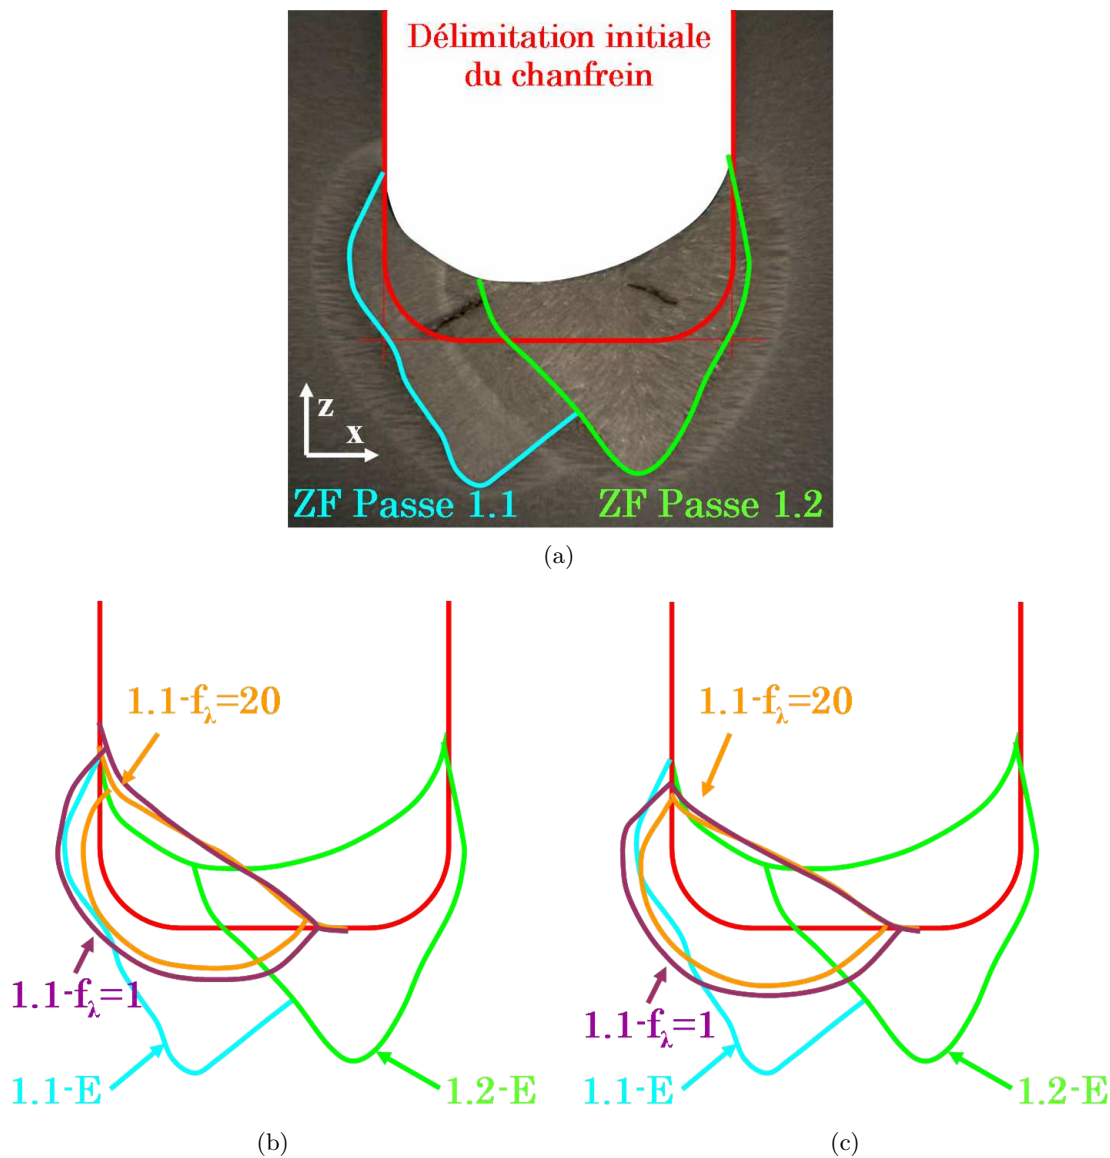 Délimitation initiale
du chanfrein
z
x
ZF Passe 1.1
ZF Passe 1.2
(a)
1.1-fλ=20
1.1-fλ=20
1.1-fλ=1
1.1-fλ=1
1.1-E
1.2-E
1.1-E
1.2-E
(b)
(c)